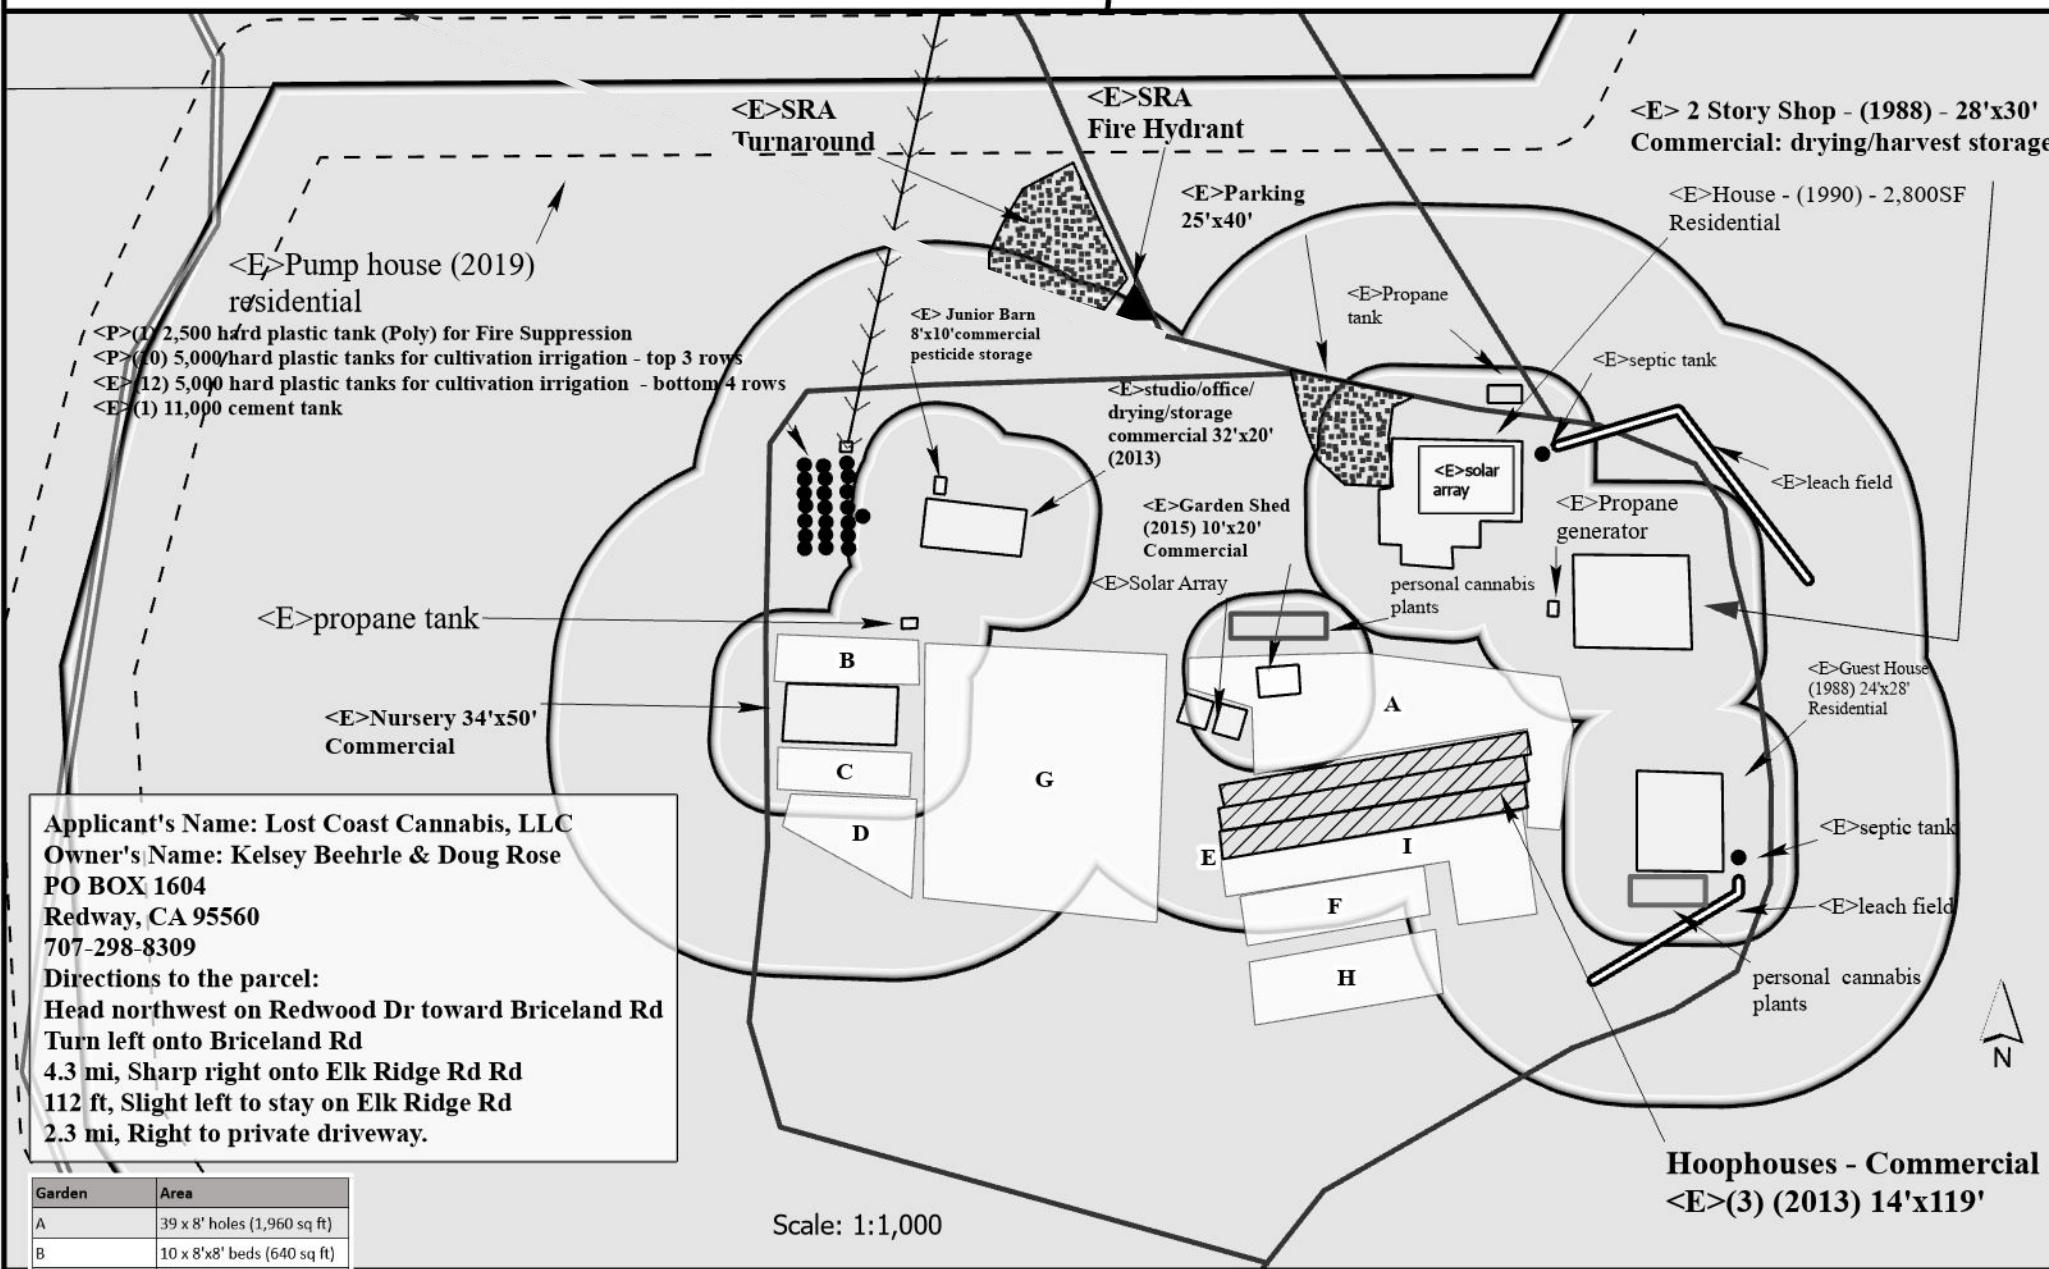 <E>SRA
Turnaround
<E>SRA
Fire Hydrant
<E> 2 Story Shop - (1988) - 28'x30'
Commercial: drying/harvest storage
<E>Parking
25'x40'
<E>House - (1990) - 2,800SF
Residential
<E>Pump house (2019)
residential
<P>(1) 2,500 hard plastic tank (Poly) for Fire Suppression
<P>(10) 5,000/hard plastic tanks for cultivation irrigation - top 3 rows
<E>(12) 5,000 hard plastic tanks for cultivation irrigation - bottom 4 rows
<E>(1) 11,000 cement tank
<E> Junior Barn
8'x10'commercial
pesticide storage
<E>Propane
tank
<E>septic tank
<E>studio/office/
drying/storage
commercial 32'x20'
(2013)
<E>solar
array
<E>leach field
<E>Garden Shed
(2015) 10'x20'
Commercial
<E>Propane
generator
<E>Solar Array
personal cannabis
plants
<E>propane tank
B
<E>Nursery 34'x50'
Commercial
A
<E>Guest House
(1988) 24'x28'
Residential
C
G
D
E
I
<E>septic tank
F
<E>leach field
H
personal cannabis
plants
N
Applicant's Name: Lost Coast Cannabis, LLC
Owner's Name: Kelsey Beehrle & Doug Rose
PO BOX 1604
Redway, CA 95560
707-298-8309
Directions to the parcel:
Head northwest on Redwood Dr toward Briceland Rd
Turn left onto Briceland Rd
4.3 mi, Sharp right onto Elk Ridge Rd Rd
112 ft, Slight left to stay on Elk Ridge Rd
2.3 mi, Right to private driveway.
Hoophouses - Commercial
<E>(3) (2013) 14'x119'
Garden Area
A 39 x 8' holes (1,960 sq ft)
B 10 x 8'x8' beds (640 sq ft)
Scale: 1:1,000